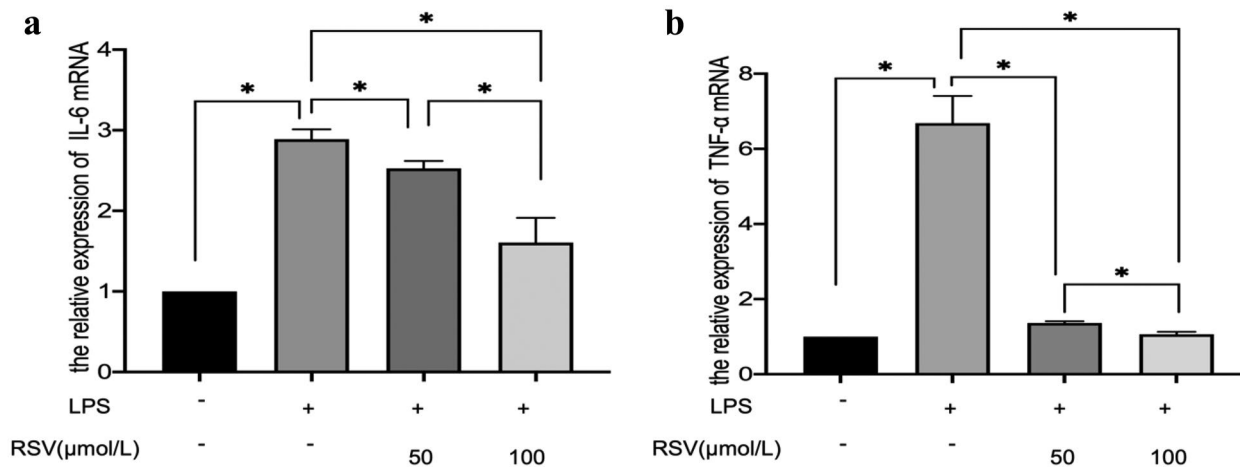 a
the relative expression of IL-6 mRNA
4
3
2
1
0
*
*
*
*
LPS - + + +
RSV(μmol/L) - - 50 100
b
the relative expression of TNF-α mRNA
8
6
4
2
0
*
*
*
*
LPS - + + +
RSV(μmol/L) - - 50 100